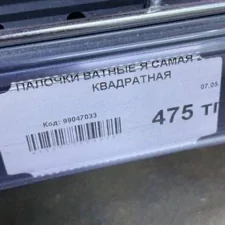 ПАЛОЧКИ ВАТНЫЕ Я САМАЯ
КВАДРАТНАЯ
07.05.
Код: 99047033
475 ТГ